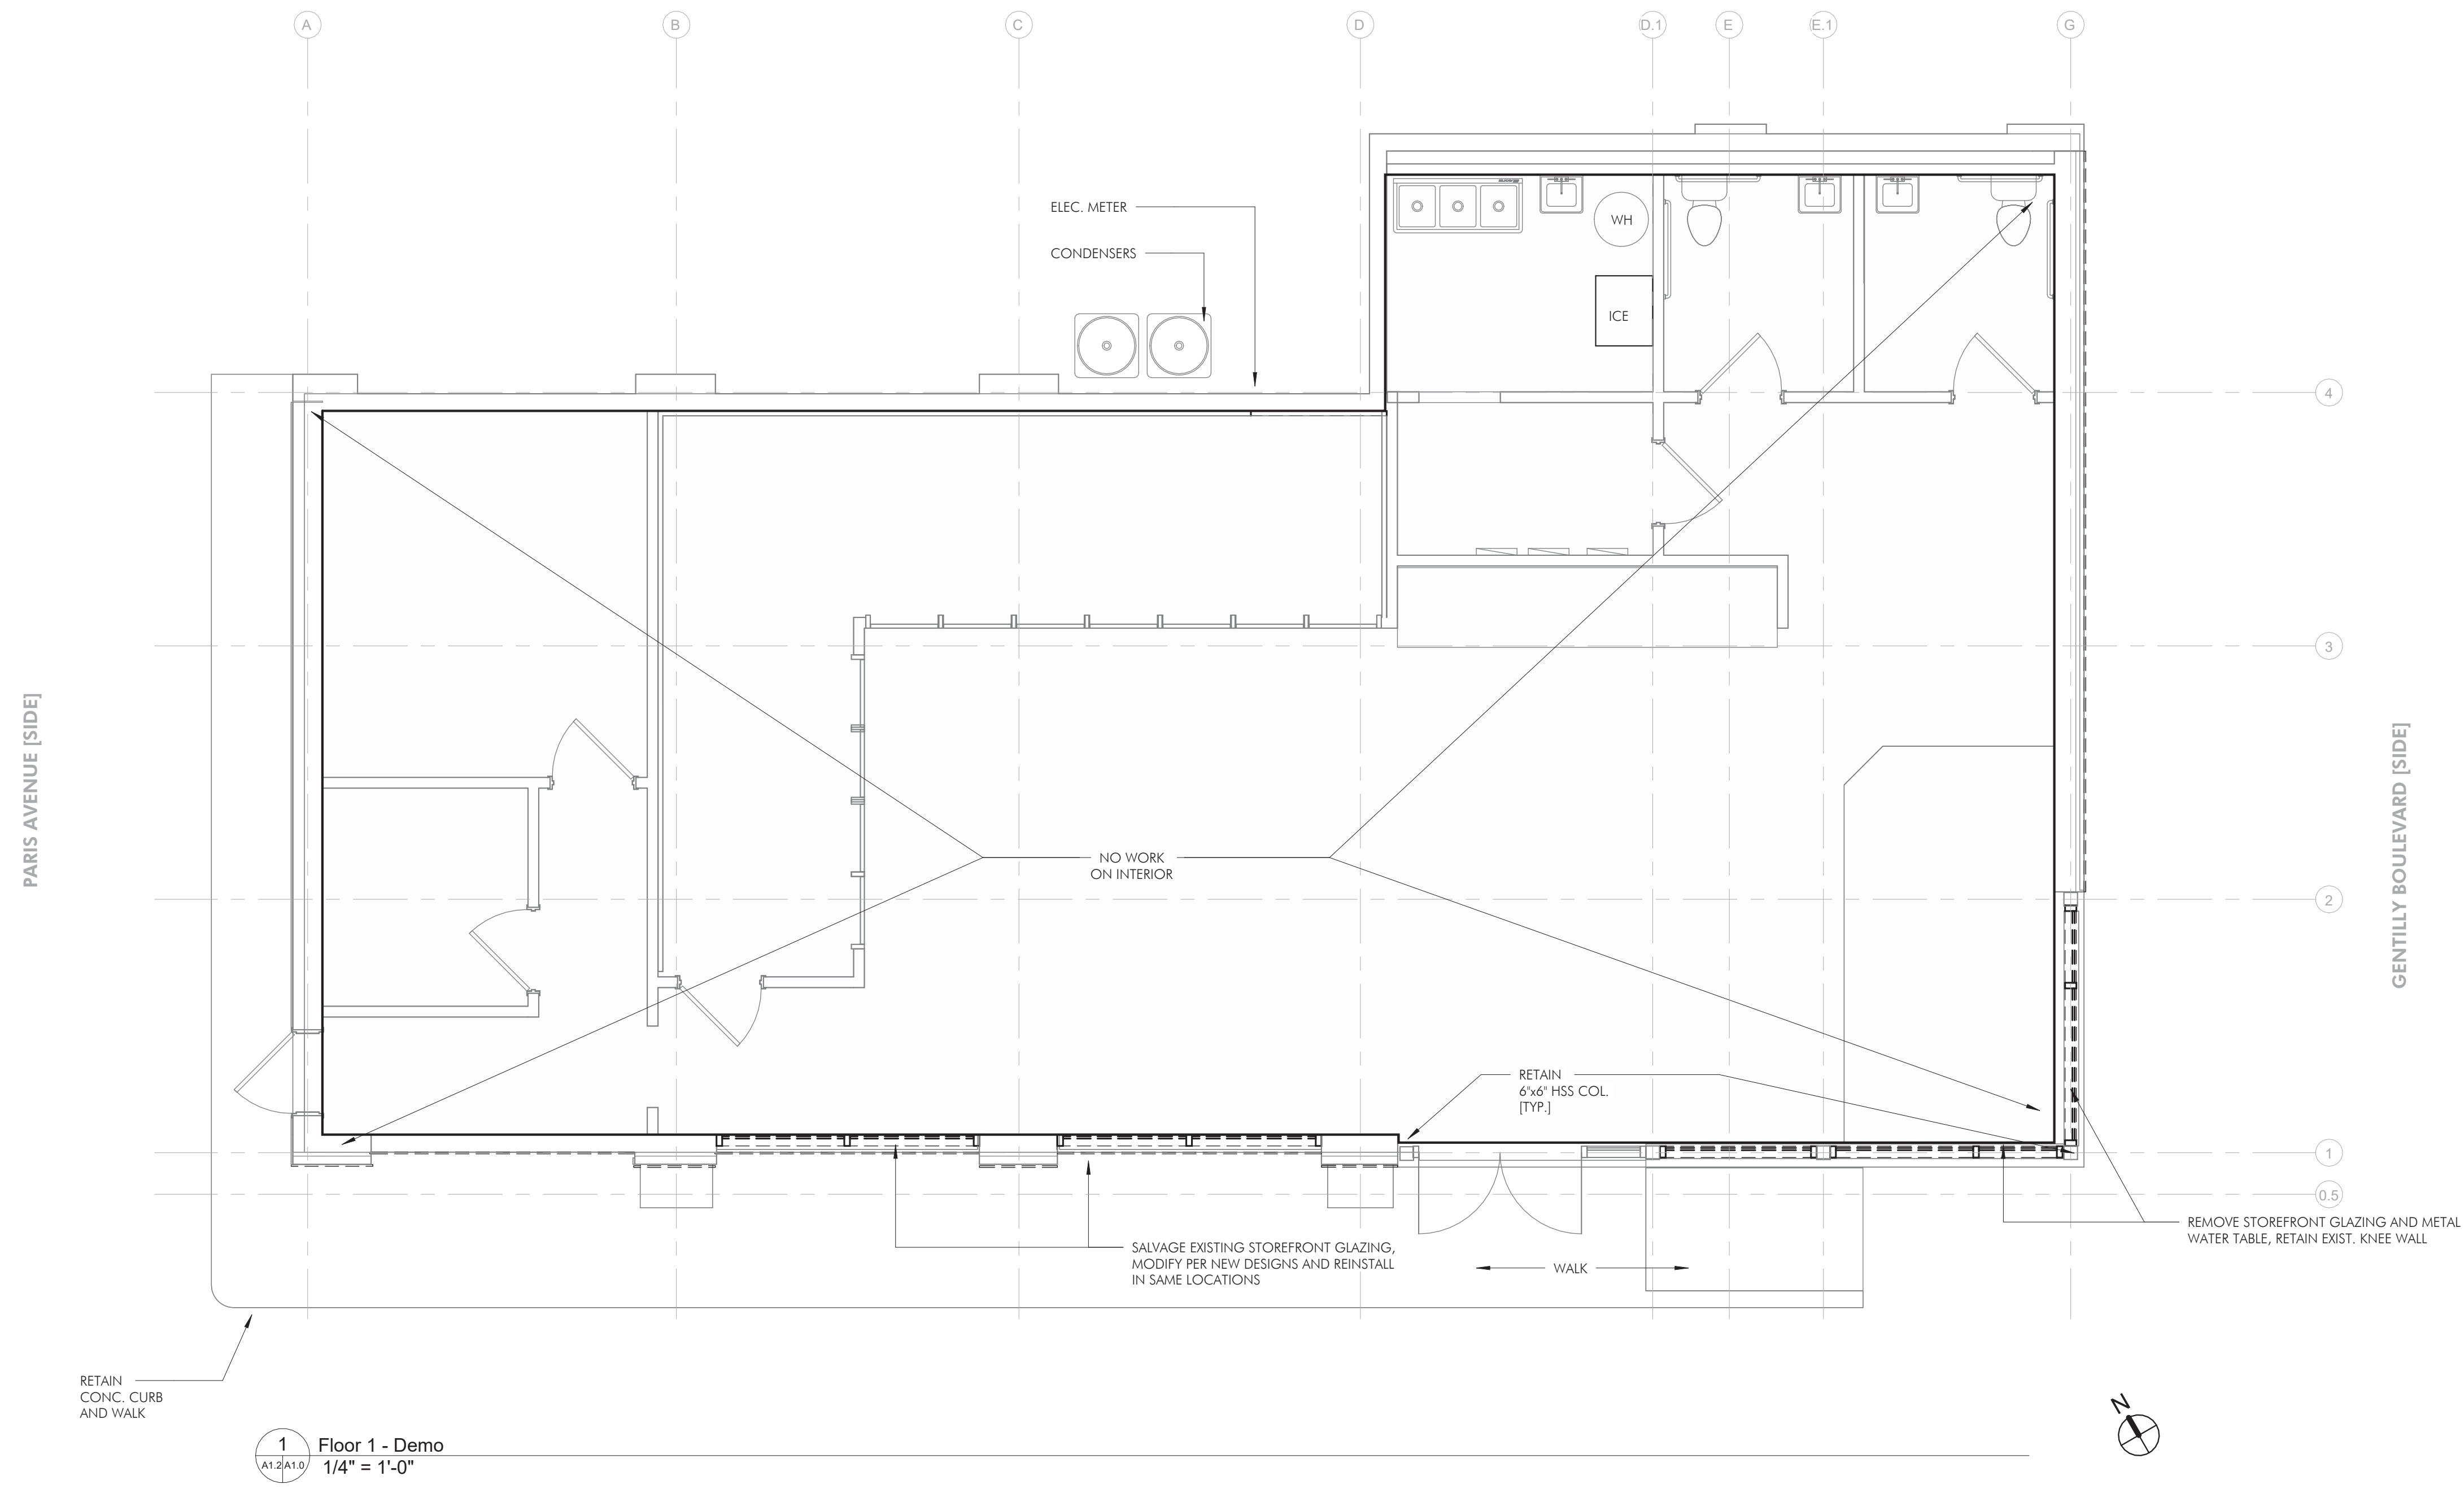 A
B
C
D
D.1
E
E.1
G
ELEC. METER
CONDENSERS
WH
ICE
4
3
2
1
0.5
PARIS AVENUE [SIDE]
GENTILLY BOULEVARD [SIDE]
NO WORK
ON INTERIOR
RETAIN
6"x6" HSS COL.
[TYP.]
REMOVE STOREFRONT GLAZING AND METAL
WATER TABLE, RETAIN EXIST. KNEE WALL
SALVAGE EXISTING STOREFRONT GLAZING,
MODIFY PER NEW DESIGNS AND REINSTALL
IN SAME LOCATIONS
WALK
RETAIN
CONC. CURB
AND WALK
N
1
A1.2 A1.0
Floor 1 - Demo
1/4" = 1'-0"